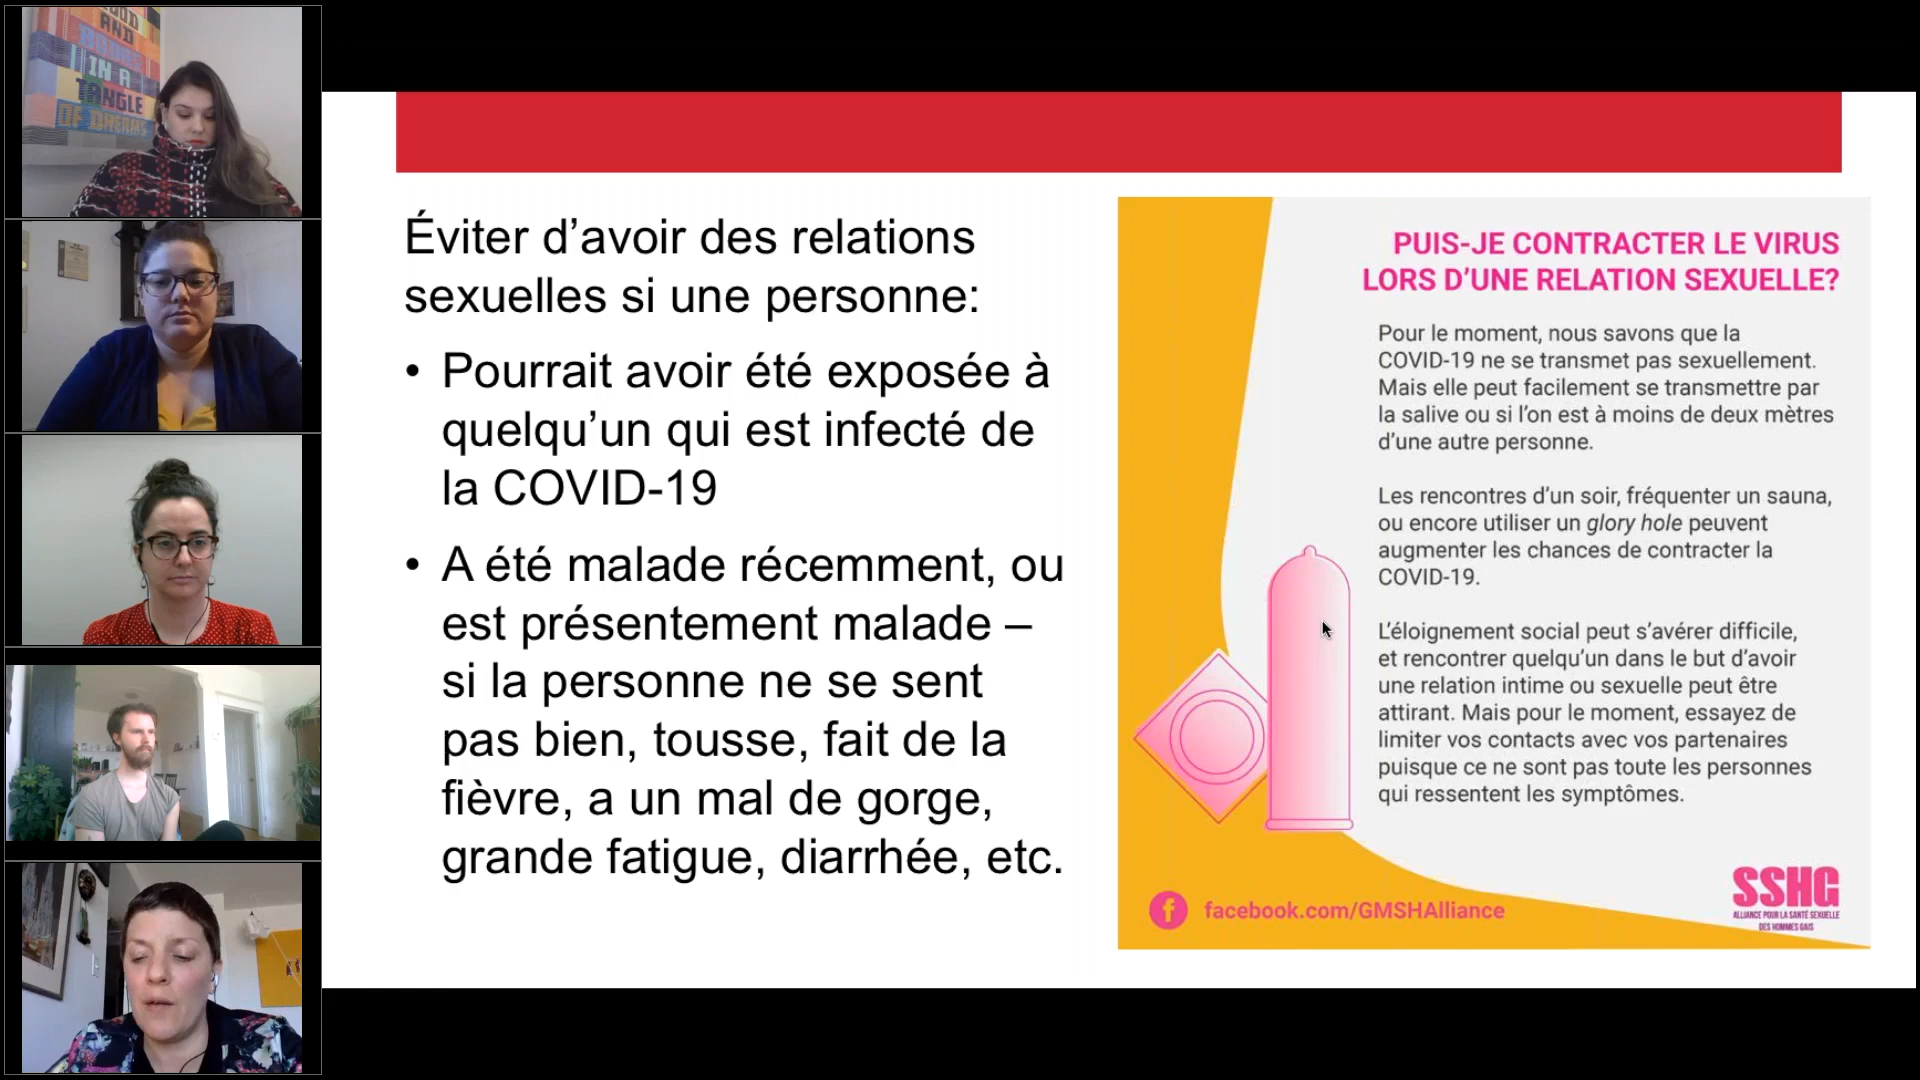 AND
BEING
IN A
TANGLE
OF DREAMS
Éviter d’avoir des relations
sexuelles si une personne:
• Pourrait avoir été exposée à
quelqu’un qui est infecté de
la COVID-19
• A été malade récemment, ou
est présentement malade –
si la personne ne se sent
pas bien, tousse, fait de la
fièvre, a un mal de gorge,
grande fatigue, diarrhée, etc.
PUIS-JE CONTRACTER LE VIRUS
LORS D’UNE RELATION SEXUELLE?
Pour le moment, nous savons que la
COVID-19 ne se transmet pas sexuellement.
Mais elle peut facilement se transmettre par
la salive ou si l’on est à moins de deux mètres
d’une autre personne.
Les rencontres d’un soir, fréquenter un sauna,
ou encore utiliser un glory hole peuvent
augmenter les chances de contracter la
COVID-19.
L’éloignement social peut s’avérer difficile,
et rencontrer quelqu’un dans le but d’avoir
une relation intime ou sexuelle peut être
attirant. Mais pour le moment, essayez de
limiter vos contacts avec vos partenaires
puisque ce ne sont pas toute les personnes
qui ressentent les symptômes.
f facebook.com/GMSHAlliance
SSHG
ALLIANCE POUR LA SANTÉ SEXUELLE
DES HOMMES GAIS